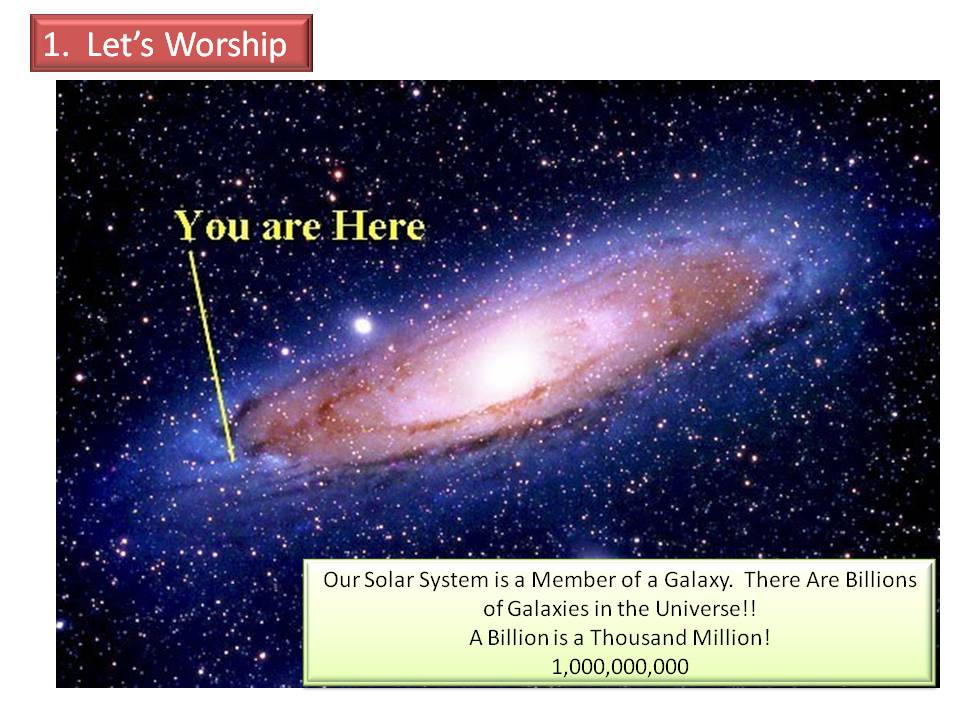 1. Let's Worship
You are Here
Our Solar System is a Member of a Galaxy. There Are Billions
of Galaxies in the Universe!!
A Billion is a Thousand Million!
1,000,000,000